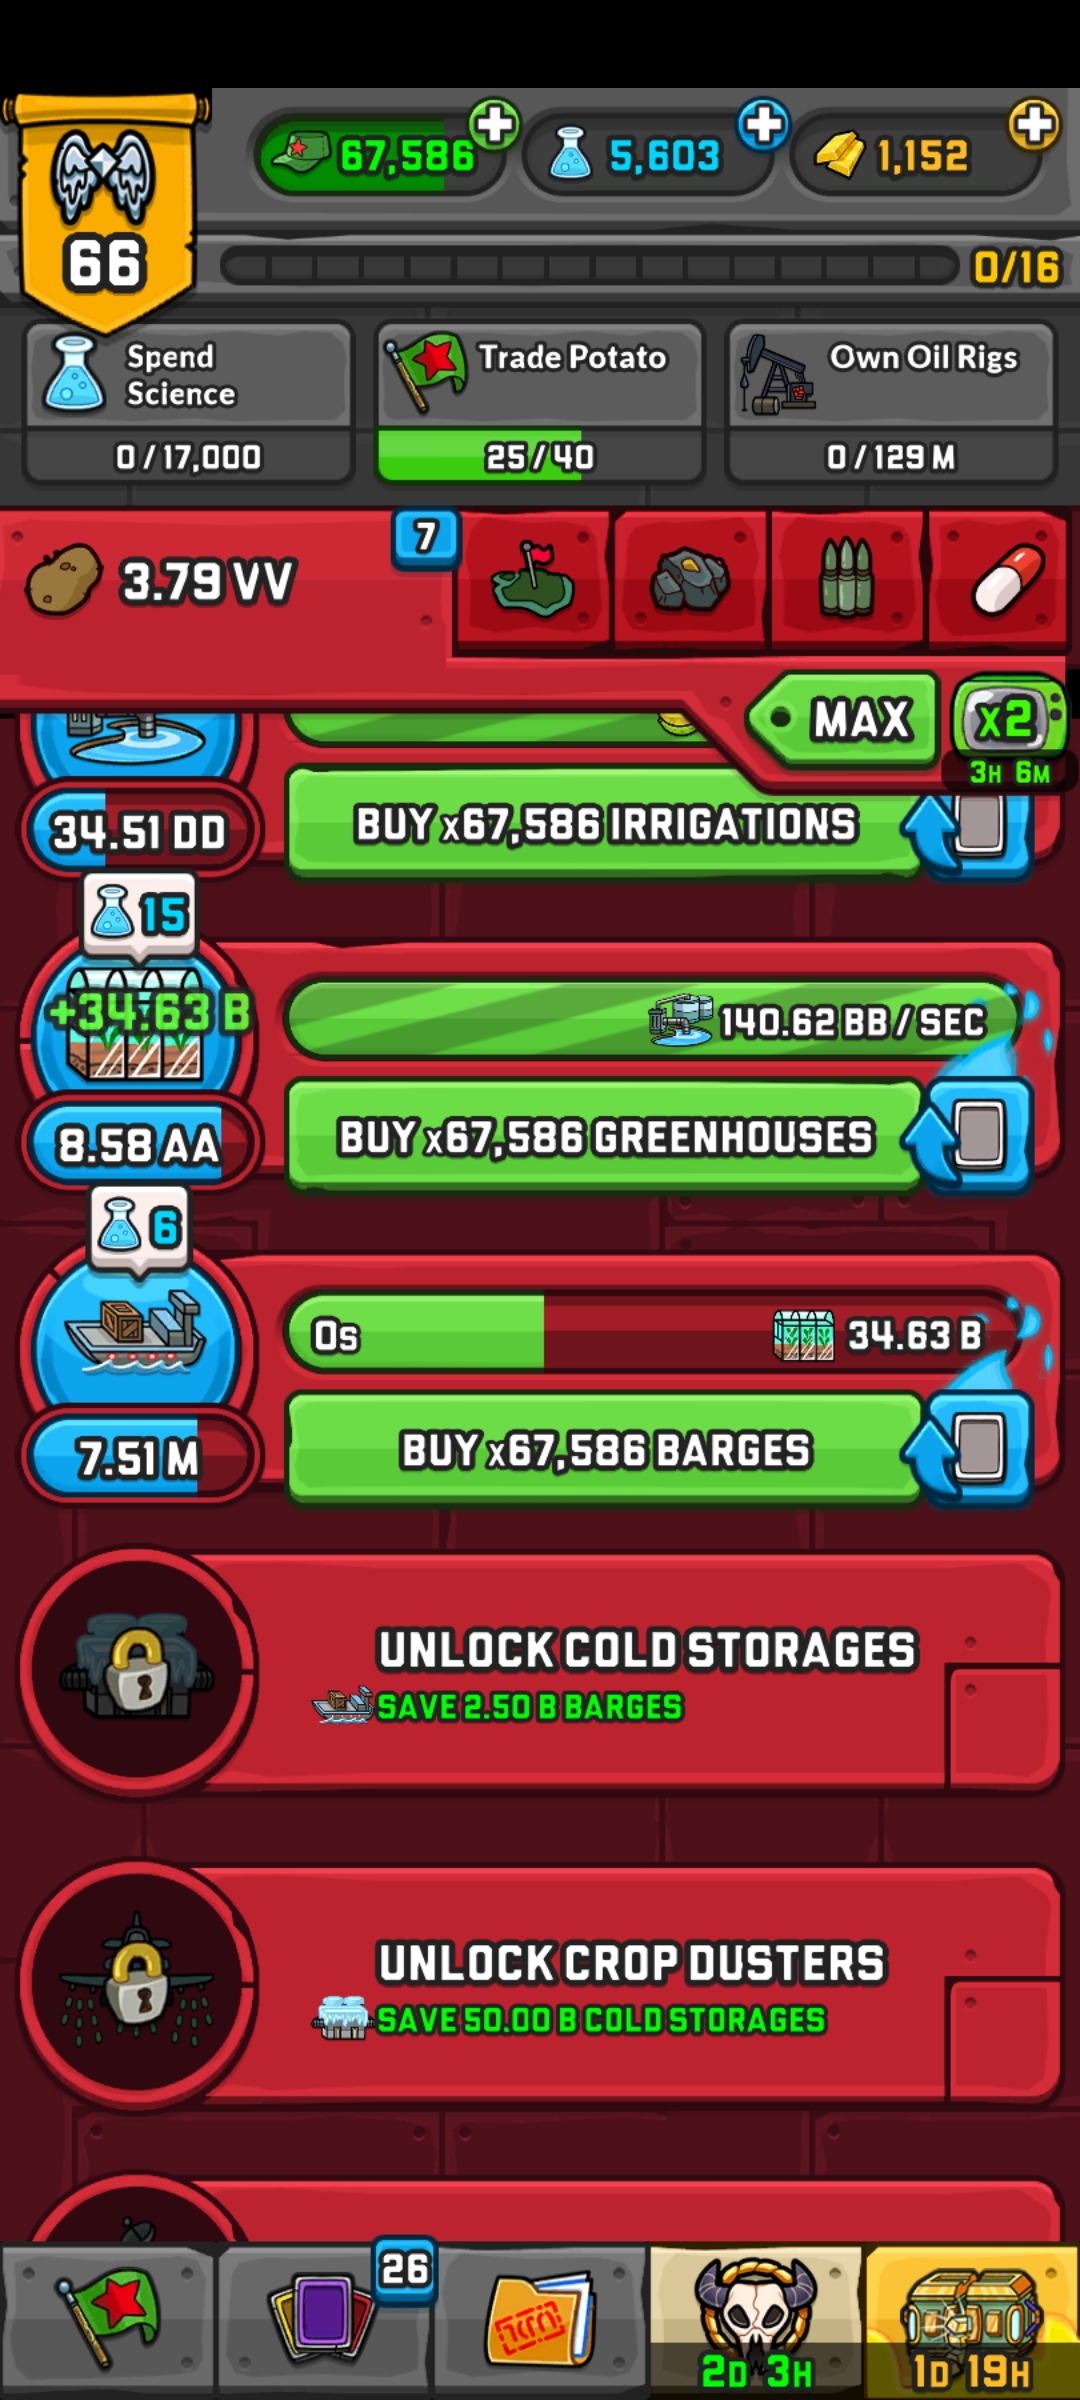 67,586
5,603
1,152
66
0/16
Spend
Science
0/17,000
Trade Potato
25/40
Own Oil Rigs
0/129 M
3.79 VV
7
MAX
x2
3H 6M
34.51 DD
BUY x67,586 IRRIGATIONS
15
+34.63 B
140.62 BB / SEC
8.58 AA
BUY x67,586 GREENHOUSES
6
0s
34.63 B
7.51 M
BUY x67,586 BARGES
UNLOCK COLD STORAGES
SAVE 2.50 B BARGES
UNLOCK CROP DUSTERS
SAVE 50.00 B COLD STORAGES
26
2D 3H
1D 19H